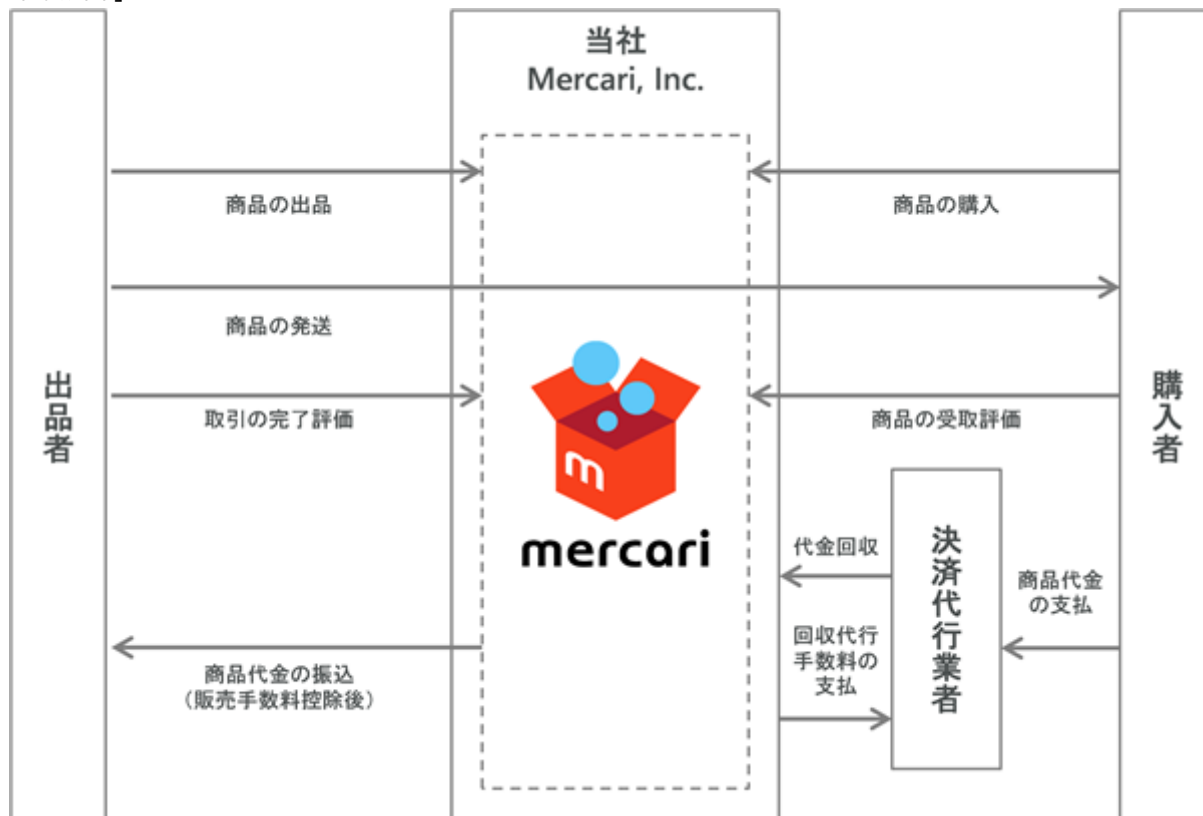 当社
Mercari, Inc.
商品の出品
商品の購入
商品の発送
取引の完了評価
商品の受取評価
出品者
購入者
m
mercari
代金回収
決済代行業者
商品代金
の支払
回収代行
手数料の
支払
商品代金の振込
（販売手数料控除後）